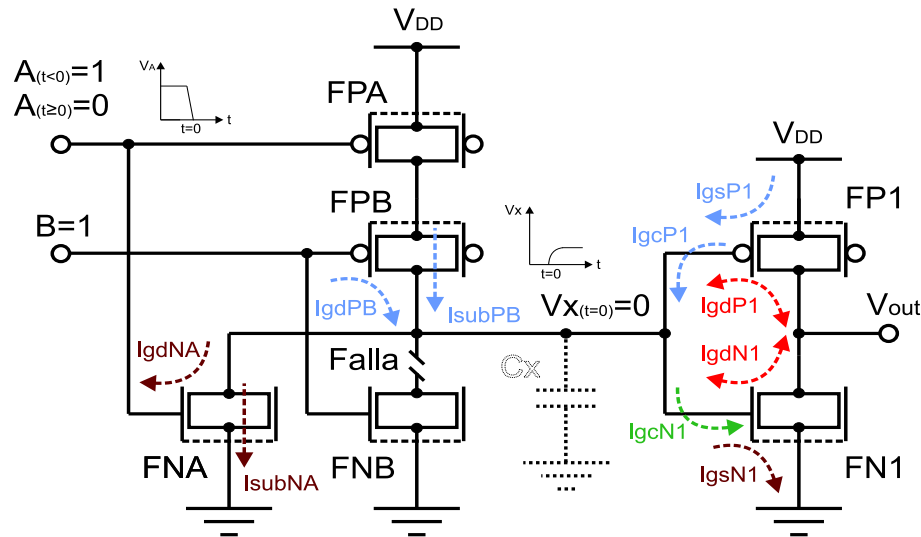 VDD
A(t<0)=1
A(t≥0)=0
VA
t=0
t
FPA
VDD
FPB
B=1
Vx
t=0
t
IgsP1
FP1
IgcP1
IgdPB
IsubPB
Vx(t=0)=0
IgdP1
Vout
IgdNA
Falla
Cx
IgdN1
IgcN1
FNA
IsubNA
FNB
IgsN1
FN1